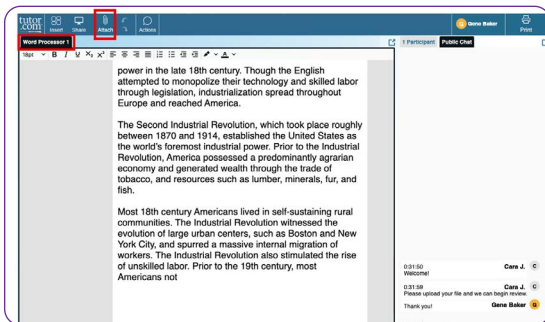 tutor
.com
Insert
Share
Attach
Actions
Gene Baker
Print
Word Processor 1
1 Participant
Public Chat
18pt
B I U X₁ X²
power in the late 18th century. Though the English
attempted to monopolize their technology and skilled labor
through legislation, industrialization spread throughout
Europe and reached America.
The Second Industrial Revolution, which took place roughly
between 1870 and 1914, established the United States as
the world's foremost industrial power. Prior to the Industrial
Revolution, America possessed a predominantly agrarian
economy and generated wealth through the trade of
tobacco, and resources such as lumber, minerals, fur, and
fish.
Most 18th century Americans lived in self-sustaining rural
communities. The Industrial Revolution witnessed the
evolution of large urban centers, such as Boston and New
York City, and spurred a massive internal migration of
workers. The Industrial Revolution also stimulated the rise
of unskilled labor. Prior to the 19th century, most
Americans not
0:31:50 Cara J. C
Welcome!
0:31:59 Cara J. C
Please upload your file and we can begin review.
Thank you! Gene Baker G